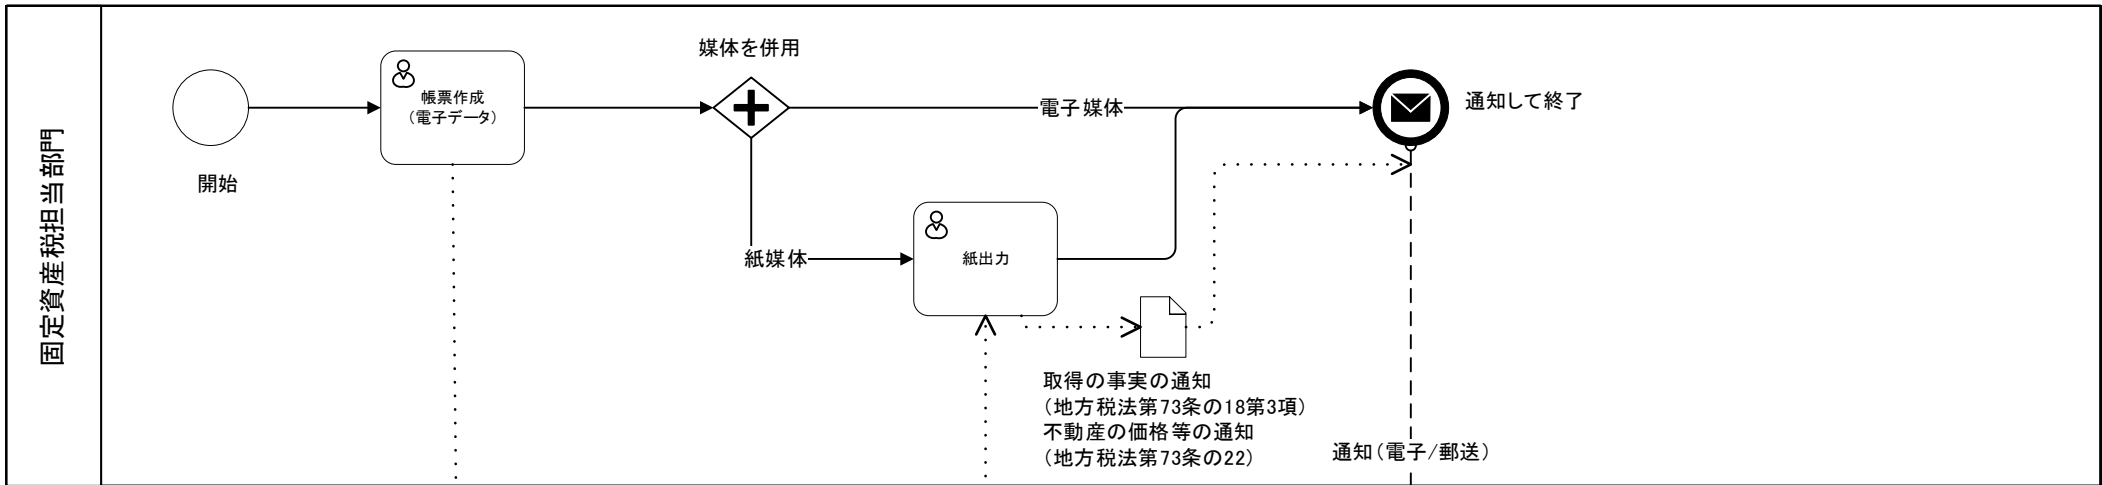 固定資産税担当部門
開始
帳票作成
(電子データ)
媒体を併用
電子媒体
通知して終了
紙媒体
紙出力
取得の事実の通知
(地方税法第73条の18第3項)
不動産の価格等の通知
(地方税法第73条の22)
通知(電子/郵送)